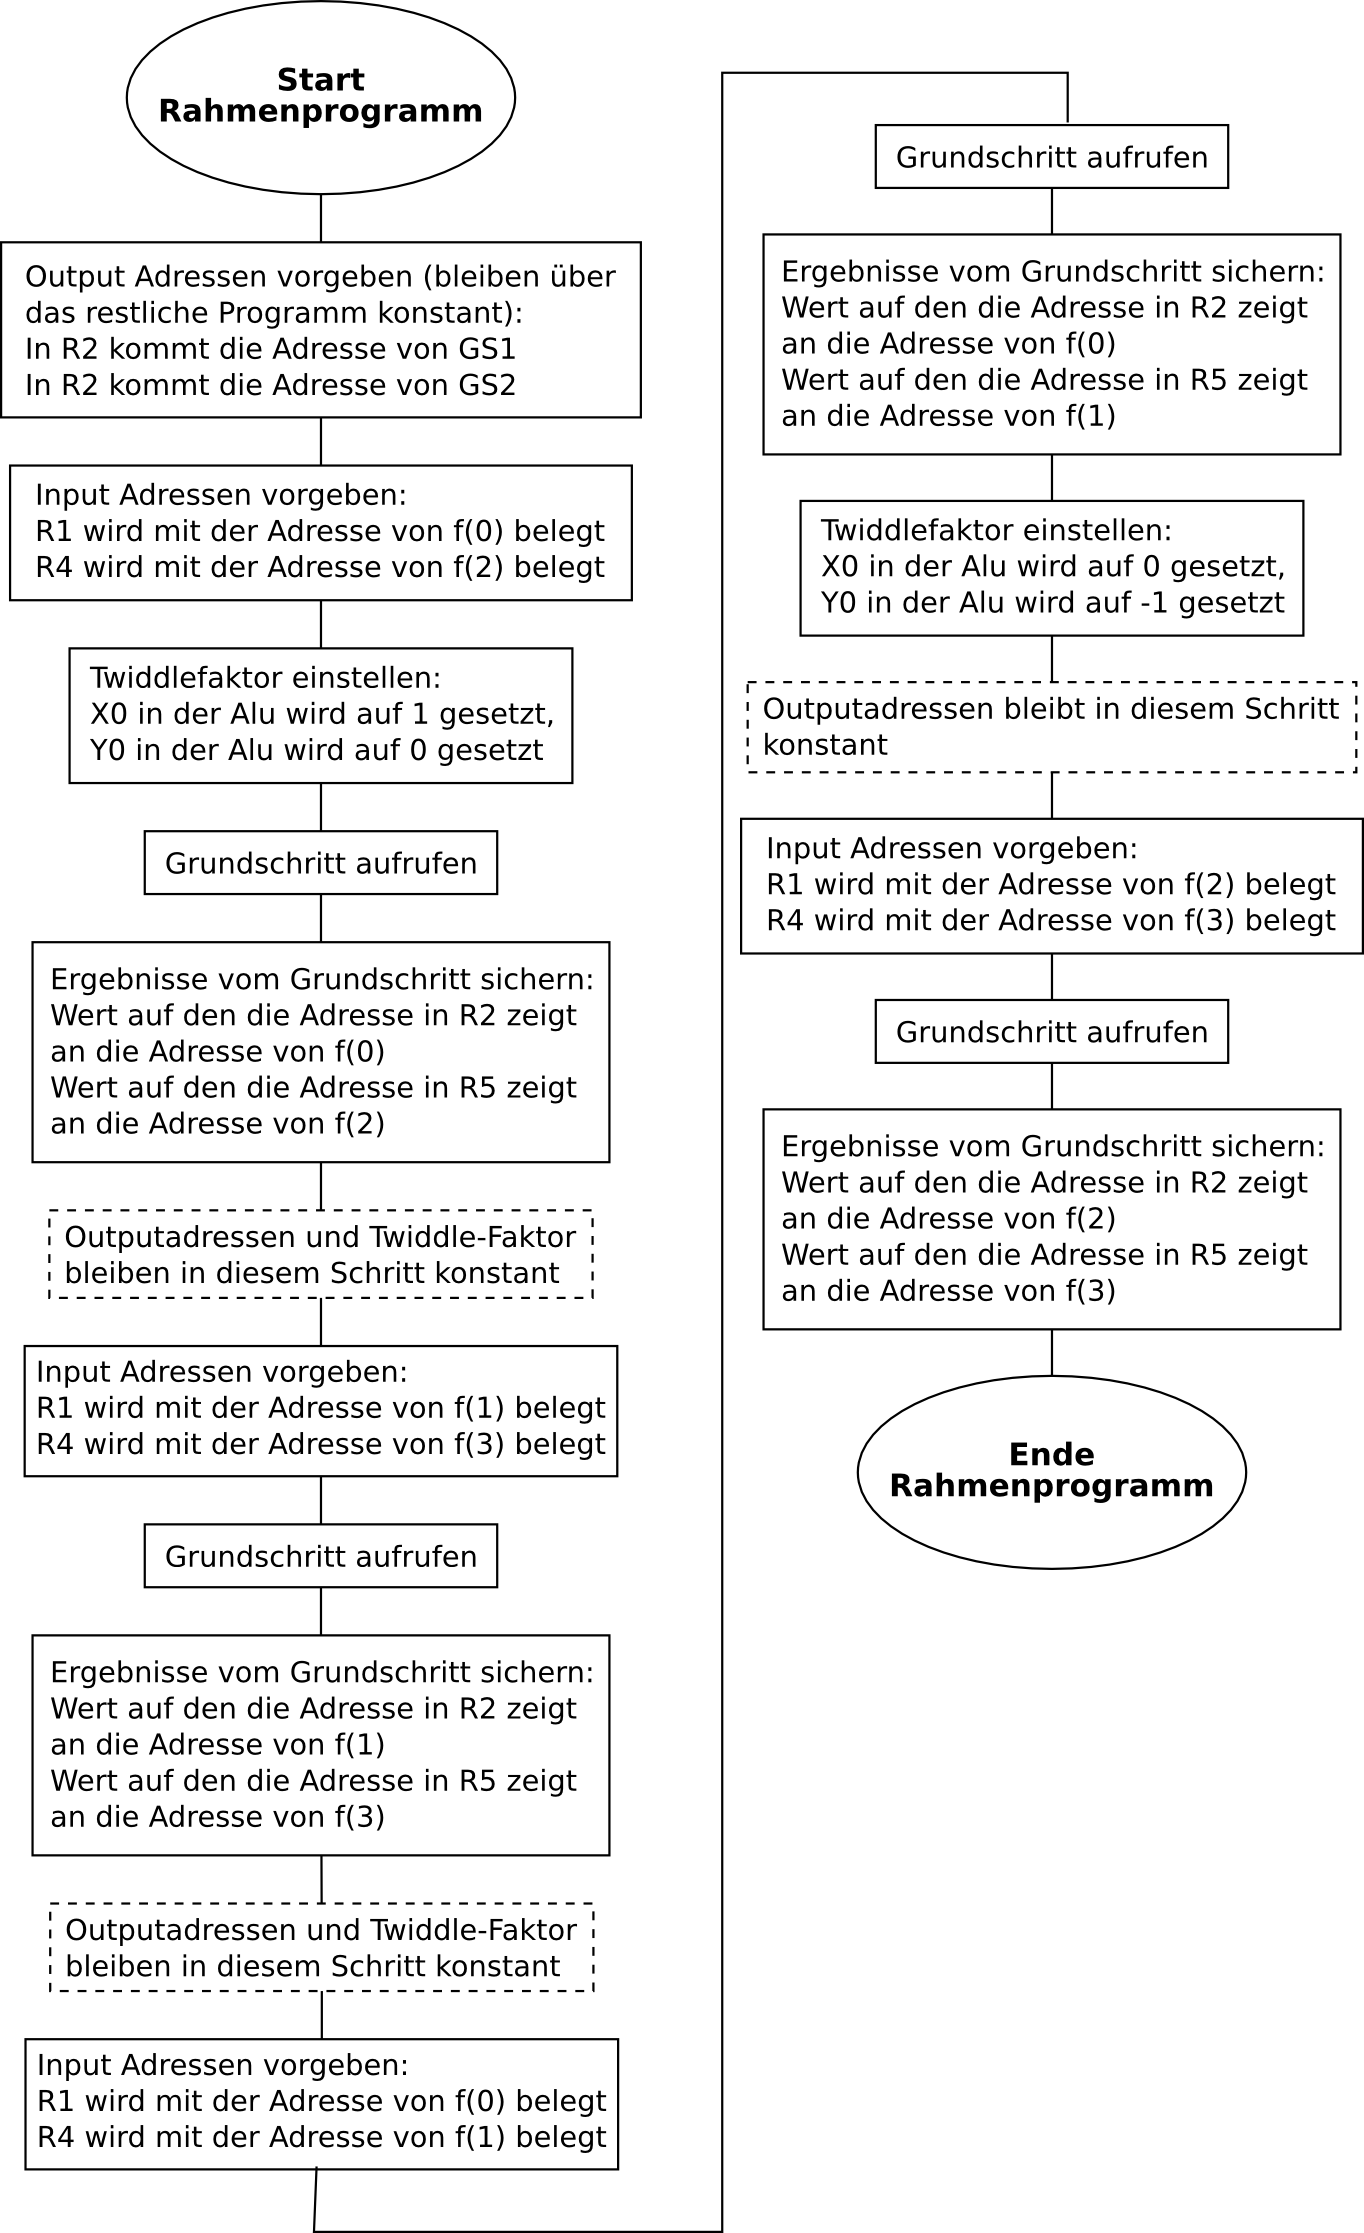 Start
Rahmenprogramm
Output Adressen vorgeben (bleiben über
das restliche Programm konstant):
In R2 kommt die Adresse von GS1
In R2 kommt die Adresse von GS2
Input Adressen vorgeben:
R1 wird mit der Adresse von f(0) belegt
R4 wird mit der Adresse von f(2) belegt
Twiddlefaktor einstellen:
X0 in der Alu wird auf 1 gesetzt,
Y0 in der Alu wird auf 0 gesetzt
Grundschritt aufrufen
Ergebnisse vom Grundschritt sichern:
Wert auf den die Adresse in R2 zeigt
an die Adresse von f(0)
Wert auf den die Adresse in R5 zeigt
an die Adresse von f(2)
Outputadressen und Twiddle-Faktor
bleiben in diesem Schritt konstant
Input Adressen vorgeben:
R1 wird mit der Adresse von f(1) belegt
R4 wird mit der Adresse von f(3) belegt
Grundschritt aufrufen
Ergebnisse vom Grundschritt sichern:
Wert auf den die Adresse in R2 zeigt
an die Adresse von f(1)
Wert auf den die Adresse in R5 zeigt
an die Adresse von f(3)
Outputadressen und Twiddle-Faktor
bleiben in diesem Schritt konstant
Input Adressen vorgeben:
R1 wird mit der Adresse von f(0) belegt
R4 wird mit der Adresse von f(1) belegt
Grundschritt aufrufen
Ergebnisse vom Grundschritt sichern:
Wert auf den die Adresse in R2 zeigt
an die Adresse von f(0)
Wert auf den die Adresse in R5 zeigt
an die Adresse von f(1)
Twiddlefaktor einstellen:
X0 in der Alu wird auf 0 gesetzt,
Y0 in der Alu wird auf -1 gesetzt
Outputadressen bleibt in diesem Schritt
konstant
Input Adressen vorgeben:
R1 wird mit der Adresse von f(2) belegt
R4 wird mit der Adresse von f(3) belegt
Grundschritt aufrufen
Ergebnisse vom Grundschritt sichern:
Wert auf den die Adresse in R2 zeigt
an die Adresse von f(2)
Wert auf den die Adresse in R5 zeigt
an die Adresse von f(3)
Ende
Rahmenprogramm